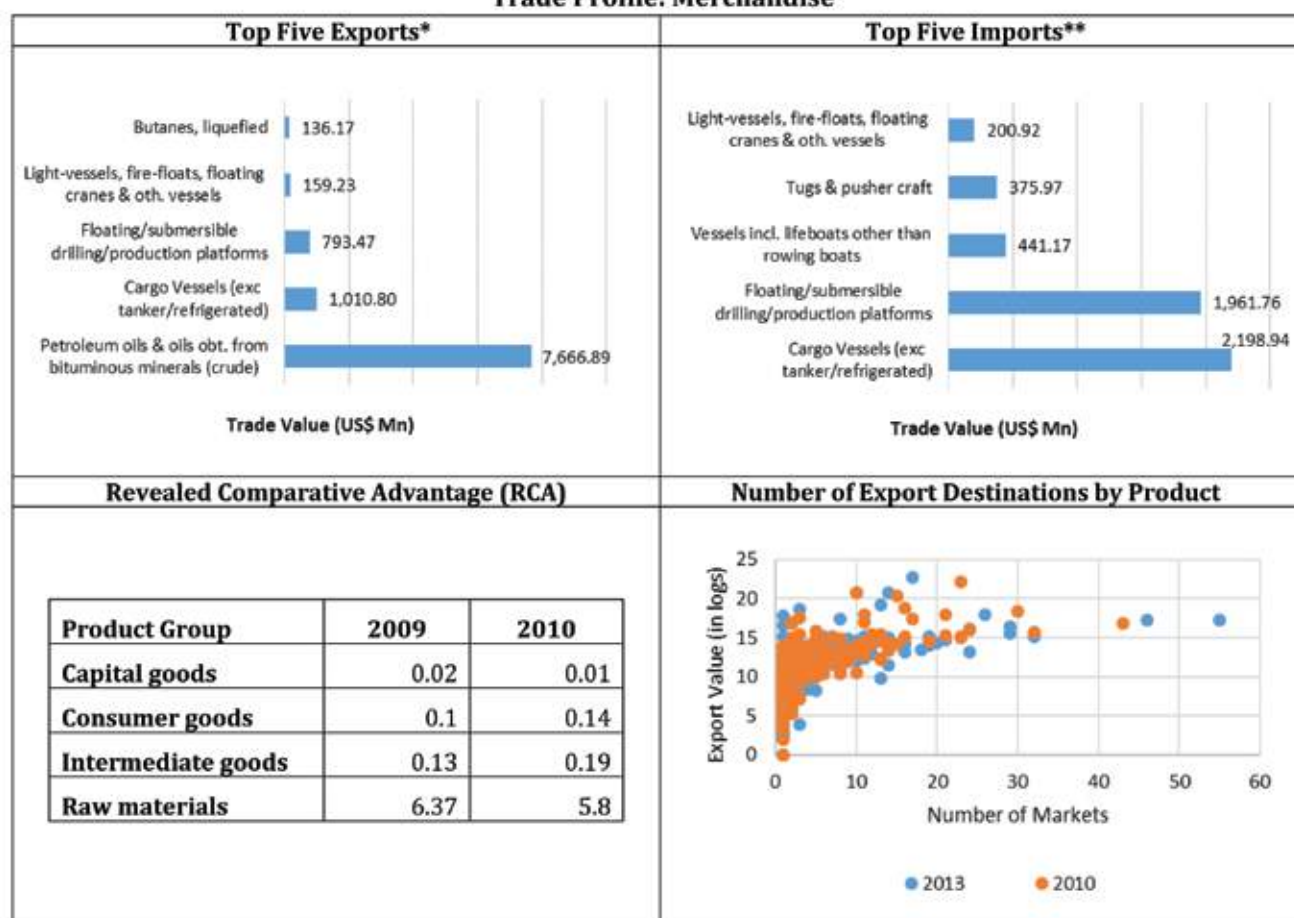 Trade Profile: Merchandise
Top Five Exports*
Butanes, liquefied
136.17
Light-vessels, fire-floats, floating
cranes & oth. vessels
159.23
Floating/submersible
drilling/production platforms
793.47
Cargo Vessels (exc
tanker/refrigerated)
1,010.80
Petroleum oils & oils obt. from
bituminous minerals (crude)
7,666.89
Trade Value (US$ Mn)
Top Five Imports**
Light-vessels, fire-floats, floating
cranes & oth. vessels
200.92
Tugs & pusher craft
375.97
Vessels incl. lifeboats other than
rowing boats
441.17
Floating/submersible
drilling/production platforms
1,961.76
Cargo Vessels (exc
tanker/refrigerated)
2,198.94
Trade Value (US$ Mn)
Revealed Comparative Advantage (RCA)
Product Group 2009 2010
Capital goods 0.02 0.01
Consumer goods 0.1 0.14
Intermediate goods 0.13 0.19
Raw materials 6.37 5.8
Number of Export Destinations by Product
Export Value (in logs)
25
20
15
10
5
0
0 10 20 30 40 50 60
Number of Markets
2013 2010